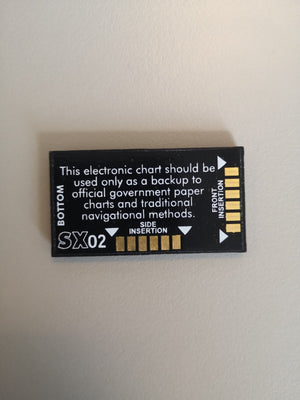 This electronic chart should be
used only as a backup to
official government paper
charts and traditional
navigational methods.
BOTTOM
SX02
SIDE
INSERTION
FRONT
INSERTION